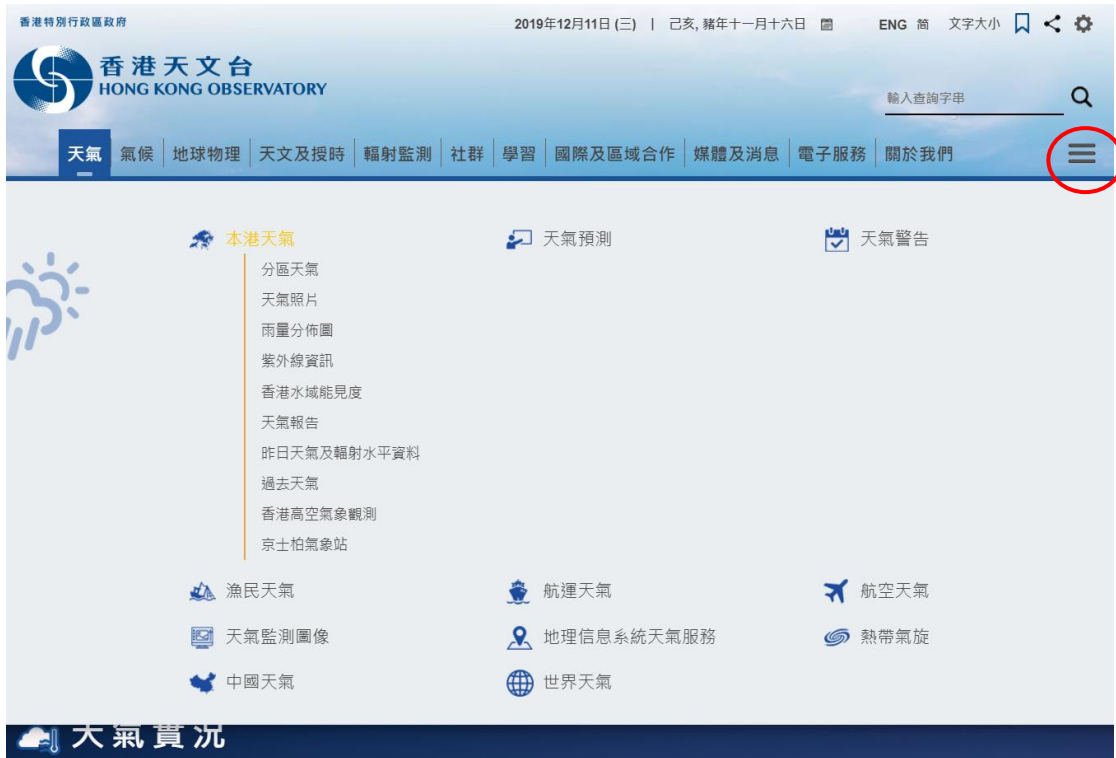 香港特別行政區政府
2019年12月11日 (三) | 己亥, 豬年十一月十六日 ENG 简 文字大小
香港天文台
HONG KONG OBSERVATORY
輸入查詢字串
天氣 氣候 地球物理 天文及授時 輻射監測 社群 學習 國際及區域合作 媒體及消息 電子服務 關於我們
本港天氣 天氣預測 天氣警告
分區天氣
天氣照片
雨量分佈圖
紫外線資訊
香港水域能見度
天氣報告
昨日天氣及輻射水平資料
過去天氣
香港高空氣象觀測
京士柏氣象站
漁民天氣 航運天氣 航空天氣
天氣監測圖像 地理信息系統天氣服務 熱帶氣旋
中國天氣 世界天氣
天氣實況